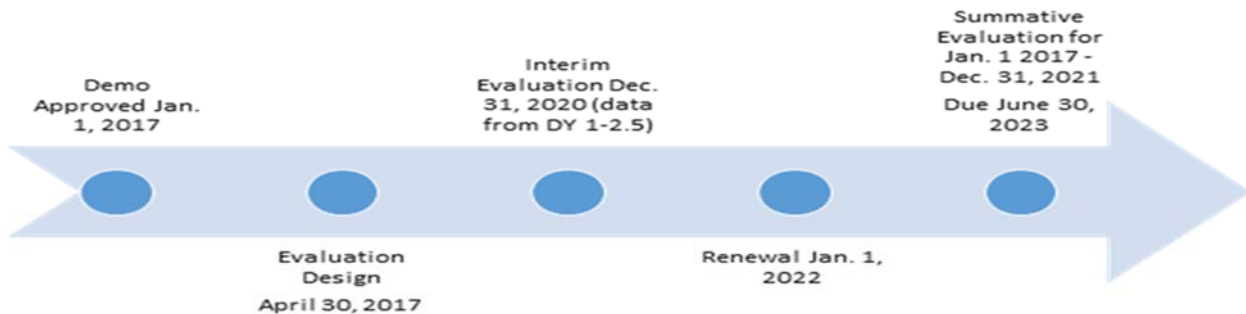 Demo
Approved Jan.
1, 2017
Evaluation
Design
April 30, 2017
Interim
Evaluation Dec.
31, 2020 (data
from DY 1-2.5)
Renewal Jan. 1,
2022
Summative
Evaluation for
Jan. 1 2017 -
Dec. 31, 2021
Due June 30,
2023